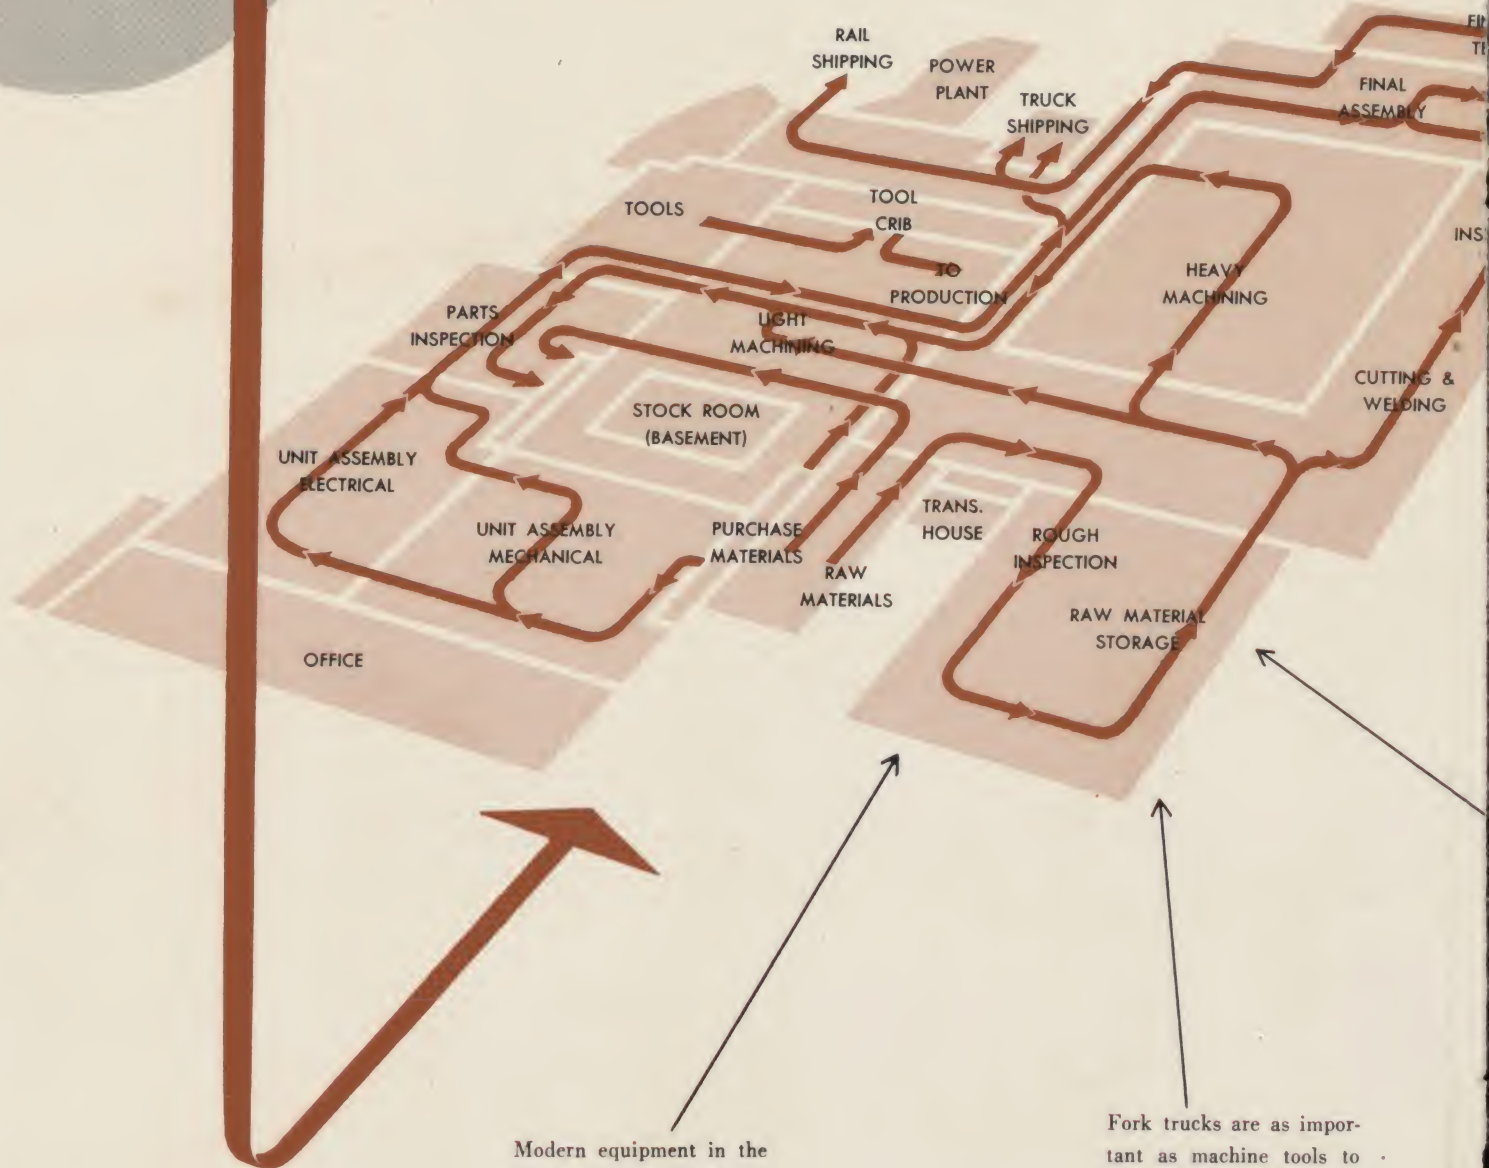 RAIL
SHIPPING
POWER
PLANT
TRUCK
SHIPPING
FINAL
ASSEMBLY
TOOLS
TOOL
CRIB
TO
PRODUCTION
HEAVY
MACHINING
PARTS
INSPECTION
LIGHT
MACHINING
CUTTING &
WELDING
STOCK ROOM
(BASEMENT)
UNIT ASSEMBLY
ELECTRICAL
UNIT ASSEMBLY
MECHANICAL
PURCHASE
MATERIALS
RAW
MATERIALS
TRANS.
HOUSE
ROUGH
INSPECTION
RAW MATERIAL
STORAGE
OFFICE
Modern equipment in the
Fork trucks are as impor-
tant as machine tools to